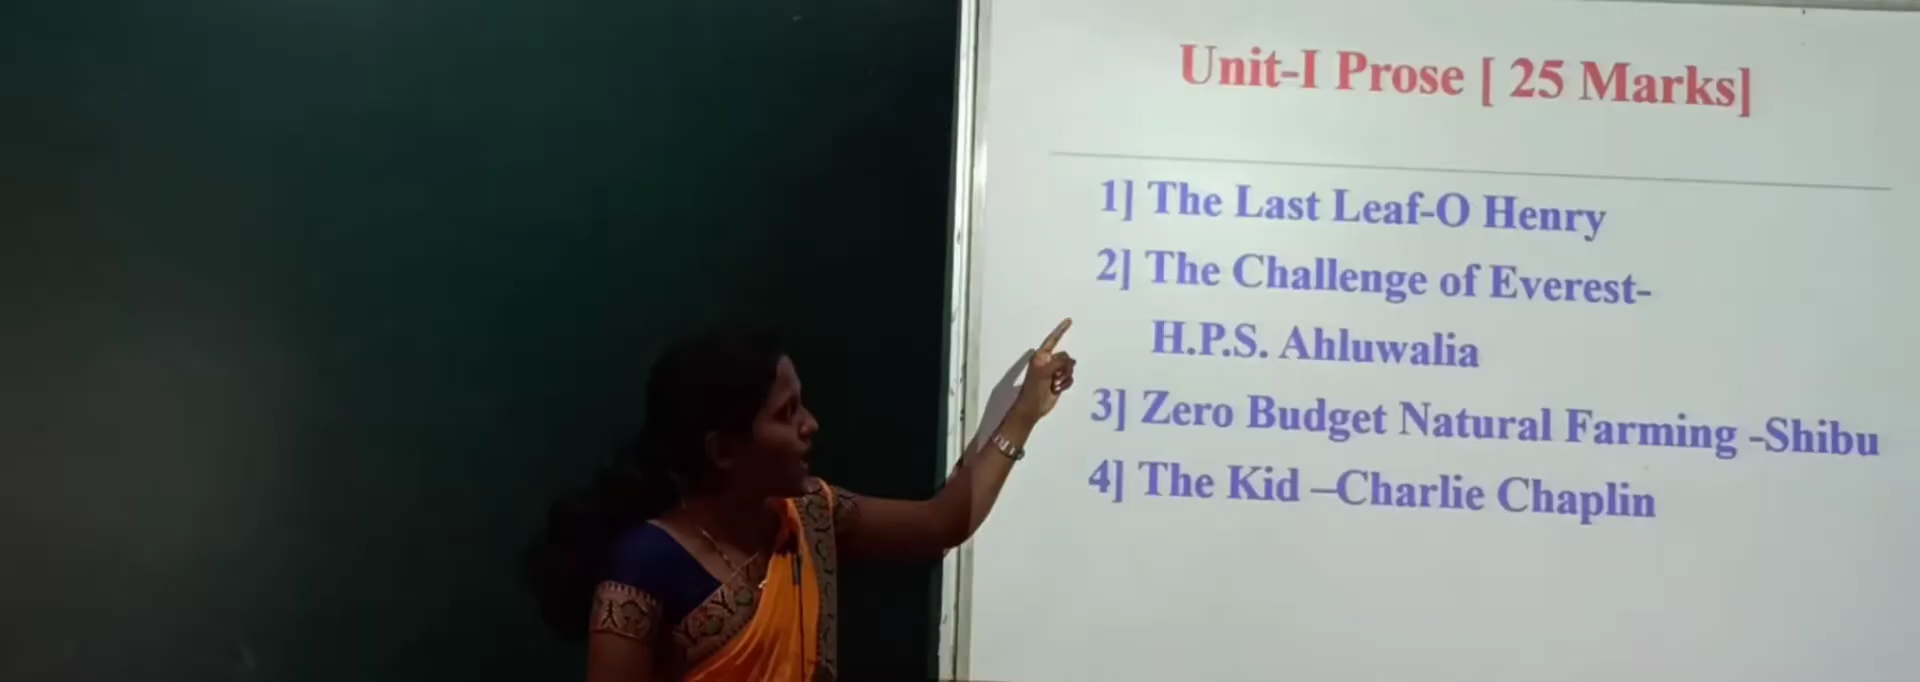 Unit-I Prose [ 25 Marks]
1] The Last Leaf-O Henry
2] The Challenge of Everest-
H.P.S. Ahluwalia
3] Zero Budget Natural Farming -Shibu
4] The Kid –Charlie Chaplin